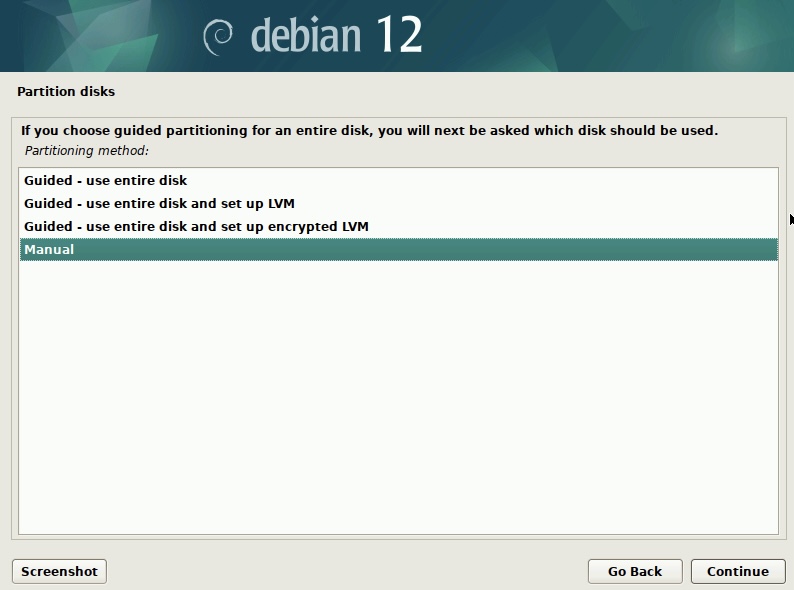 debian 12
Partition disks
If you choose guided partitioning for an entire disk, you will next be asked which disk should be used.
Partitioning method:
Guided - use entire disk
Guided - use entire disk and set up LVM
Guided - use entire disk and set up encrypted LVM
Manual
Screenshot
Go Back
Continue